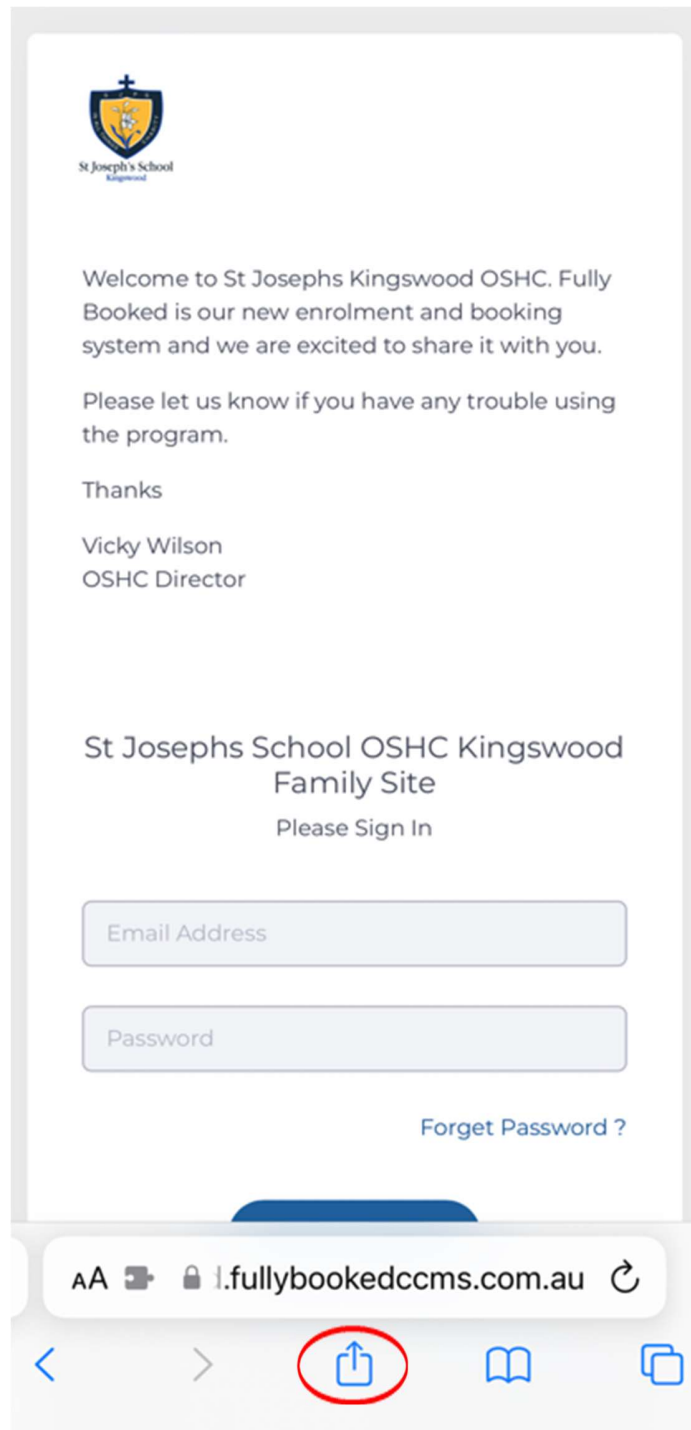 St Joseph's School
Kingswood
Welcome to St Josephs Kingswood OSHC. Fully
Booked is our new enrolment and booking
system and we are excited to share it with you.
Please let us know if you have any trouble using
the program.
Thanks
Vicky Wilson
OSHC Director
St Josephs School OSHC Kingswood
Family Site
Please Sign In
Email Address
Password
Forget Password ?
AA .fullybookedccms.com.au